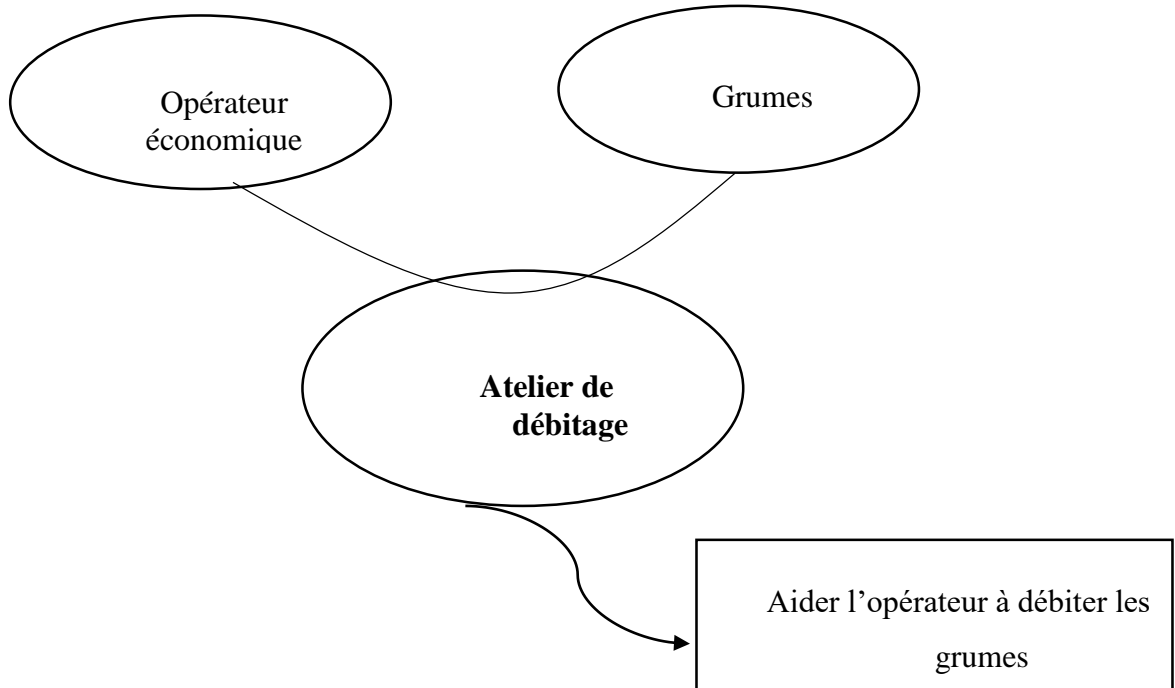 Opérateur
économique
Grumes
Atelier de
débitage
Aider l’opérateur à débiter les
grumes